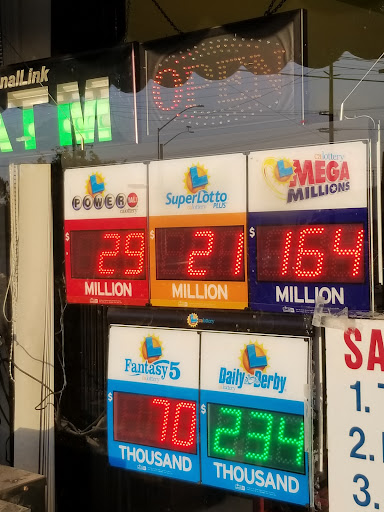 nalLink
ATM
OPEN
POWERBALL
SuperLotto
PLUS
calottery
MEGA
MILLIONS
$ 29
MILLION
$ 21
MILLION
$ 164
MILLION
Fantasy 5
Daily Derby
$ 70
THOUSAND
$ 234
THOUSAND
SA
1.
2.
3.